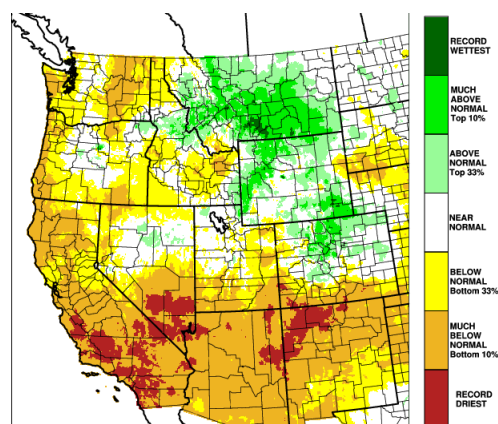 RECORD
WETTEST
MUCH
ABOVE
NORMAL
Top 10%
ABOVE
NORMAL
Top 33%
NEAR
NORMAL
BELOW
NORMAL
Bottom 33%
MUCH
BELOW
NORMAL
Bottom 10%
RECORD
DRIEST